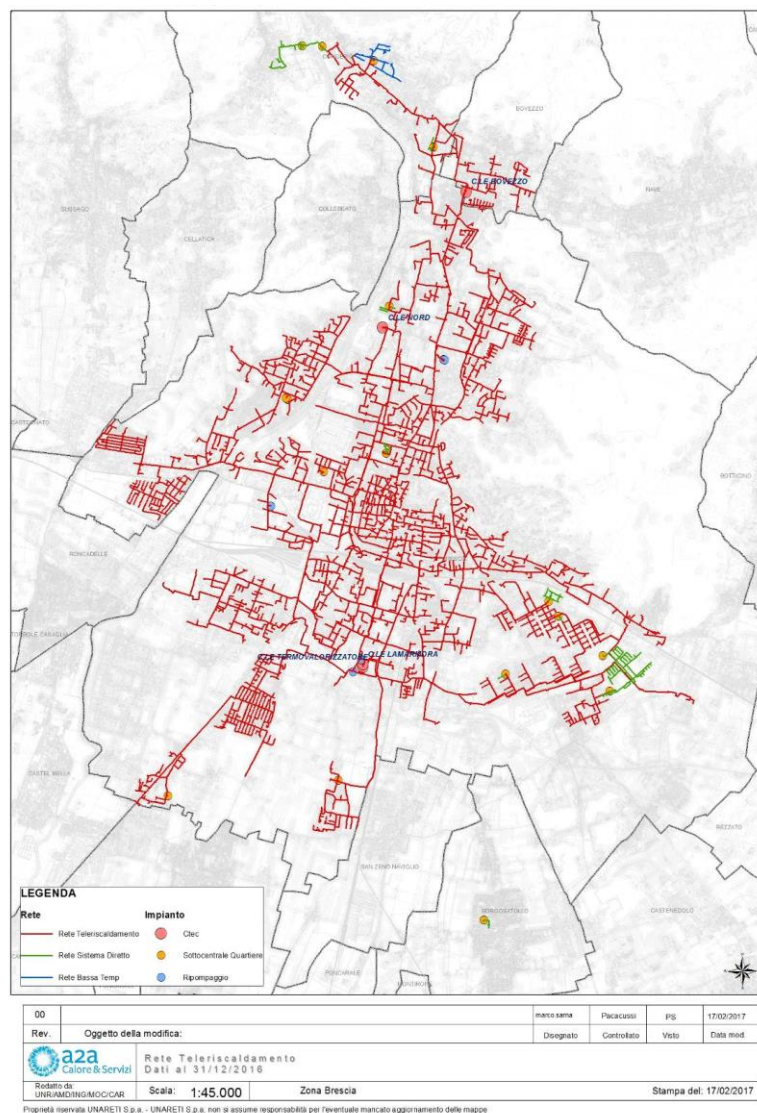 BOVEZZO
NAVE
C.LE BOVEZZO
GUSSAGO
COLLEBEATO
CELLATICA
C.LE NORD
CASTEGNATO
BOTTICINO
RONCADELLE
TORBOLE CASAGLIA
C.LE TERMOVALORIZZATORE
C.LE LAMARMORA
CASTEL MELLA
REZZATO
SAN ZENO NAVIGLIO
BORGOSATOLLO
CASTENEDOLO
PONCARALE
LEGENDA
Rete
Impianto
Rete Teleriscaldamento
Ctec
Rete Sistema Diretto
Sottocentrale Quartiere
Rete Bassa Temp
Ripompaggio
00
marco.sarna
Pacacussi
PS
17/02/2017
Rev.
Oggetto della modifica:
Disegnato
Controllato
Visto
Data mod.
a2a
Calore & Servizi
Rete Teleriscaldamento
Dati al 31/12/2016
Redatto da:
UNR/AMD/ING/MOC/CAR
Scala: 1:45.000
Zona Brescia
Stampa del: 17/02/2017
Proprietà riservata UNARETI S.p.a. - UNARETI S.p.a. non si assume responsabilità per l'eventuale mancato aggiornamento delle mappe